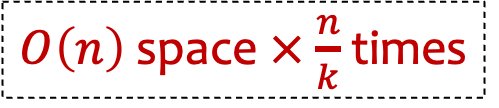 O(n) space × n/k times